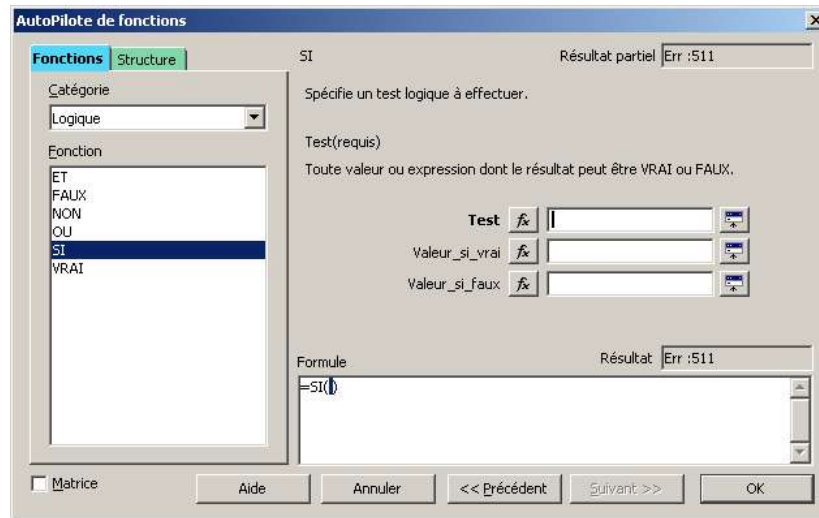 AutoPilote de fonctions
Fonctions Structure
SI
Résultat partiel Err :511
Catégorie
Logique
Spécifie un test logique à effectuer.
Fonction
ET
FAUX
NON
OU
SI
VRAI
Test(requis)
Toute valeur ou expression dont le résultat peut être VRAI ou FAUX.
Test fx
Valeur_si_vrai fx
Valeur_si_faux fx
Formule
Résultat Err :511
=SI()
Matrice
Aide
Annuler
<< Précédent
Suivant >>
OK